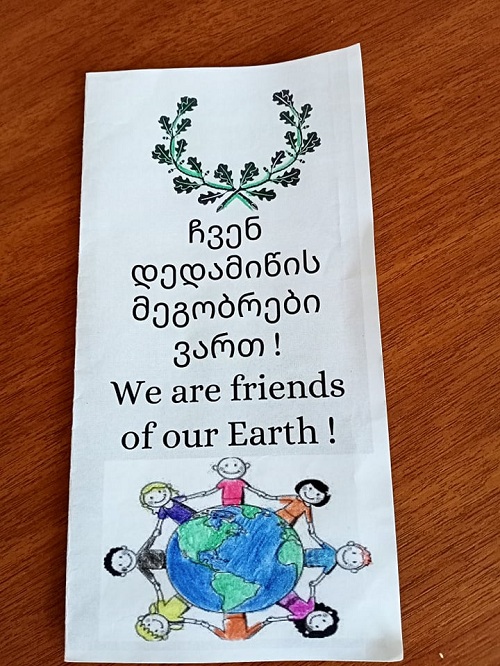 ჩვენ
დედამიწის
მეგობრები
ვართ !
We are friends
of our Earth !